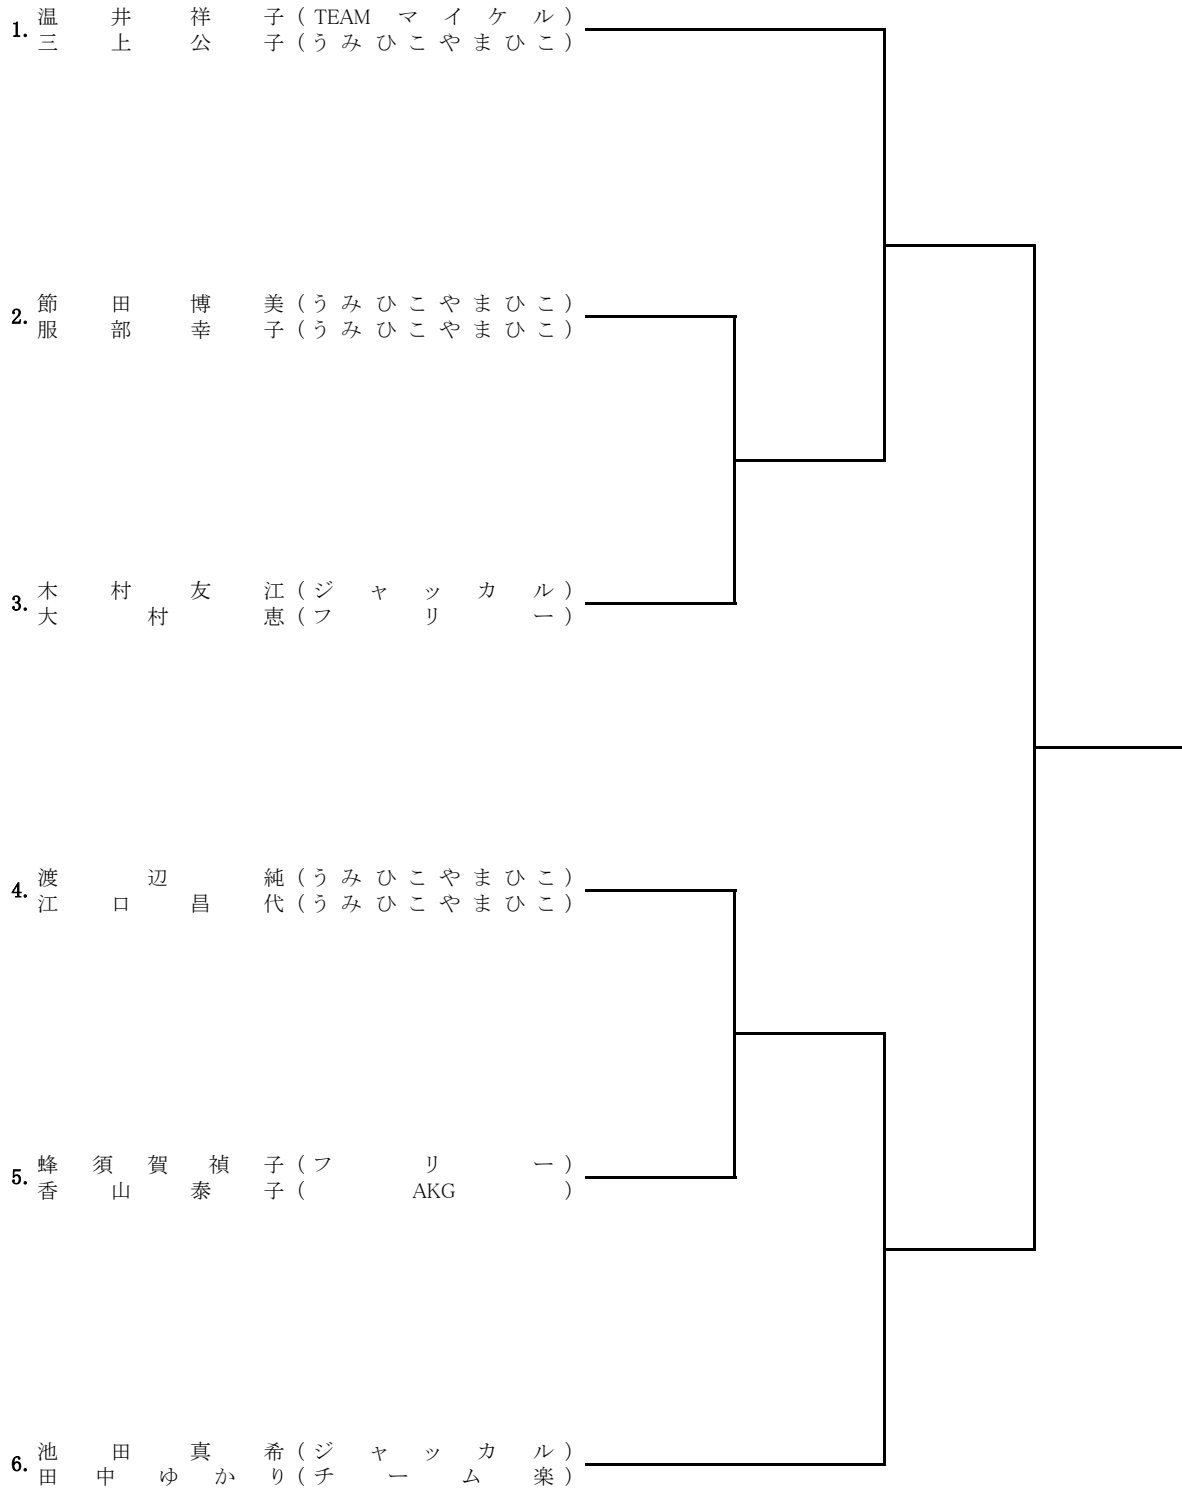 1. 温井祥子(TEAM マイケル)
三上公子(うみひこやまひこ)
2. 節田博美(うみひこやまひこ)
服部幸子(うみひこやまひこ)
3. 木村友江(ジャッカル)
大村恵(フリー)
4. 渡辺純(うみひこやまひこ)
江口昌代(うみひこやまひこ)
5. 蜂須賀禎子(フリー)
香山泰子(AKG)
6. 池田真希(ジャッカル)
田中ゆかり(チーム楽)